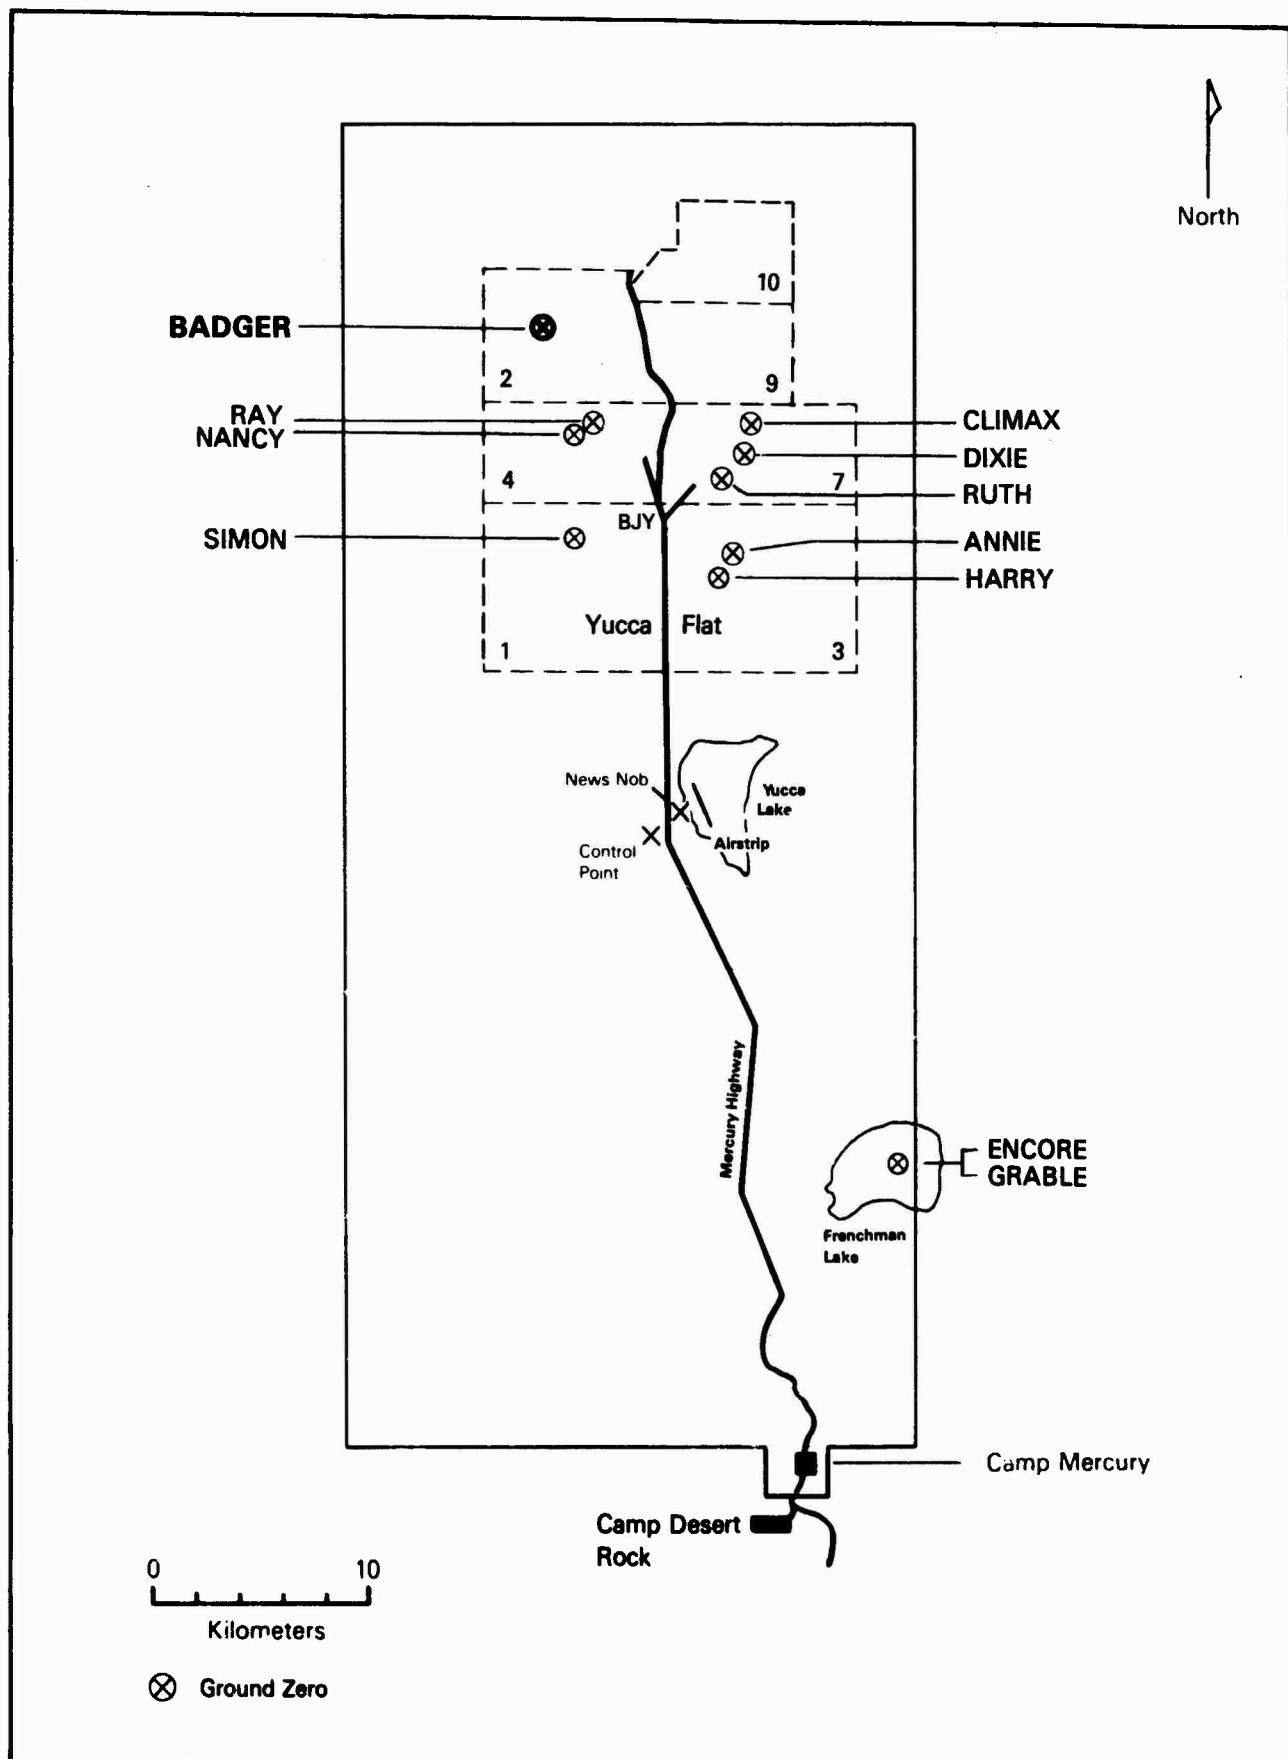 North
10
BADGER
2
9
RAY
NANCY
CLIMAX
DIXIE
4
7
RUTH
BJY
SIMON
ANNIE
HARRY
Yucca Flat
1
3
News Nob
Yucca
Lake
Airstrip
Control
Point
Mercury Highway
ENCORE
GRABLE
Frenchman
Lake
Camp Mercury
Camp Desert
Rock
0 10
Kilometers
Ground Zero